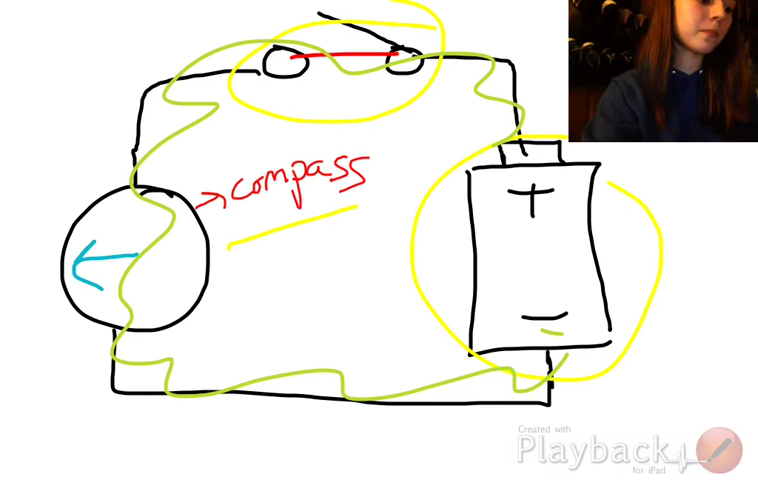 → compass
+
−
Created with
Playback
for iPad